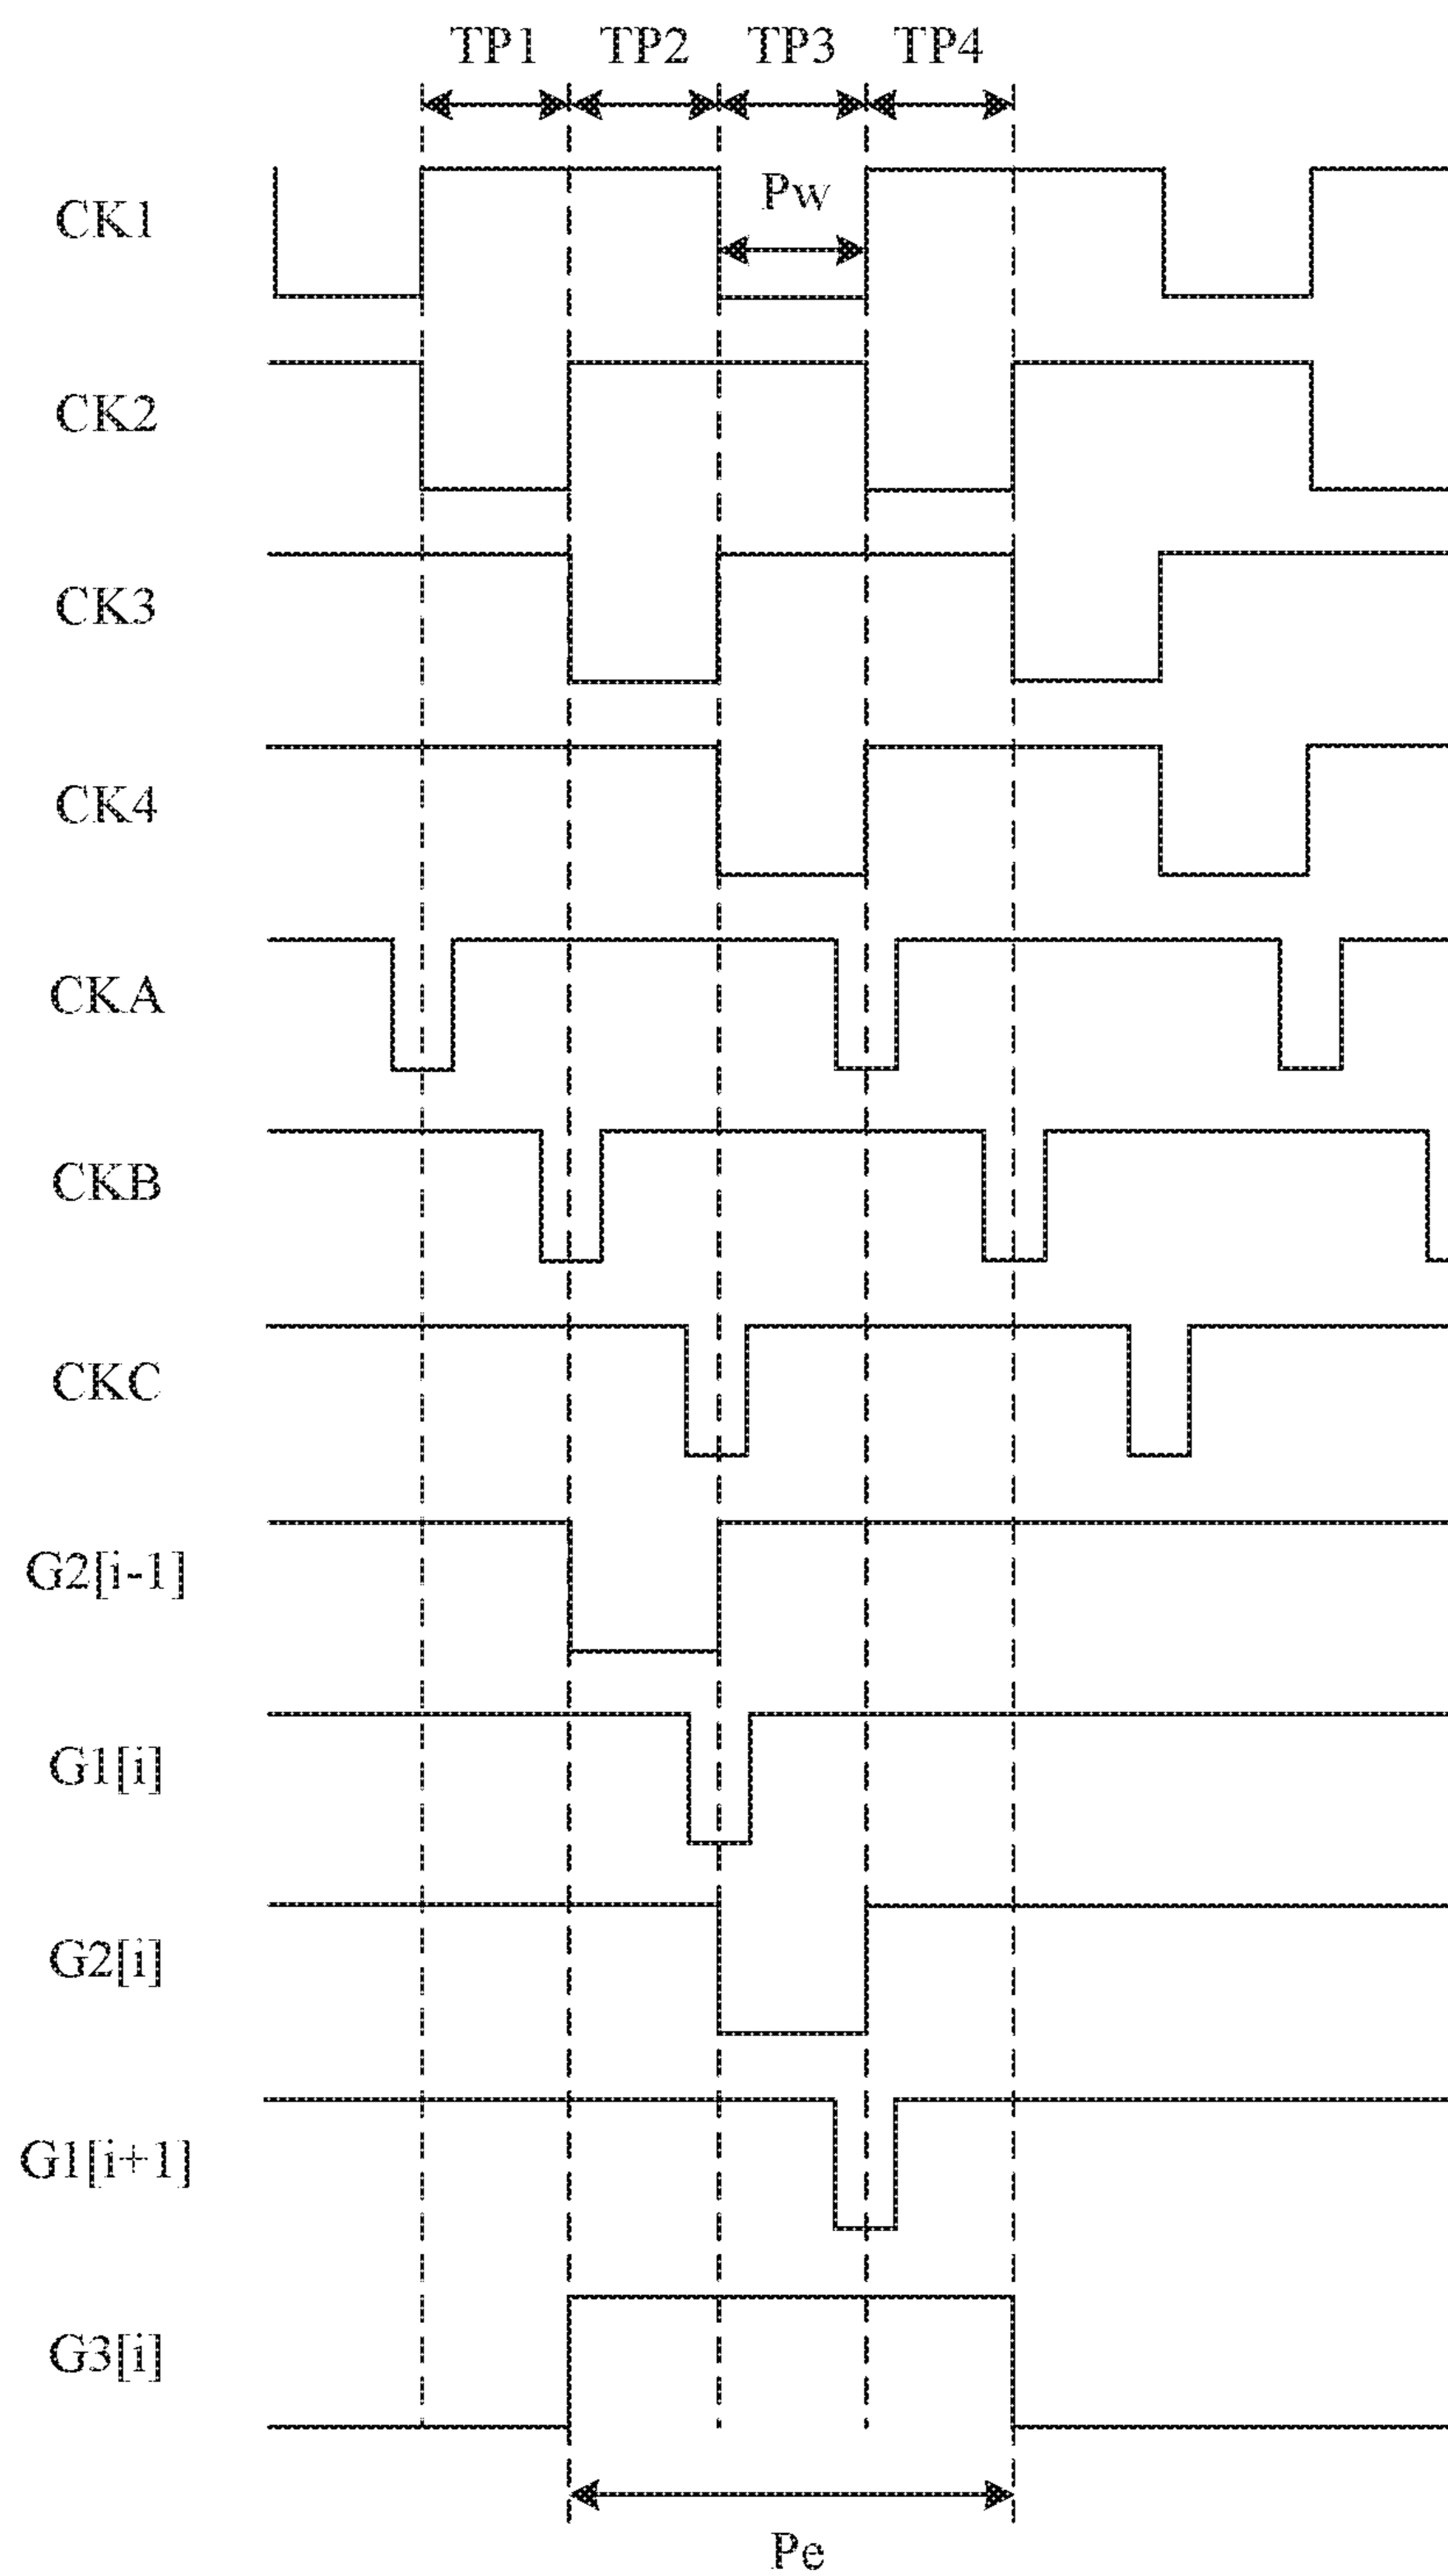 TP1 TP2 TP3 TP4
CK1
Pw
CK2
CK3
CK4
CKA
CKB
CKC
G2[i-1]
G1[i]
G2[i]
G1[i+1]
G3[i]
Pe